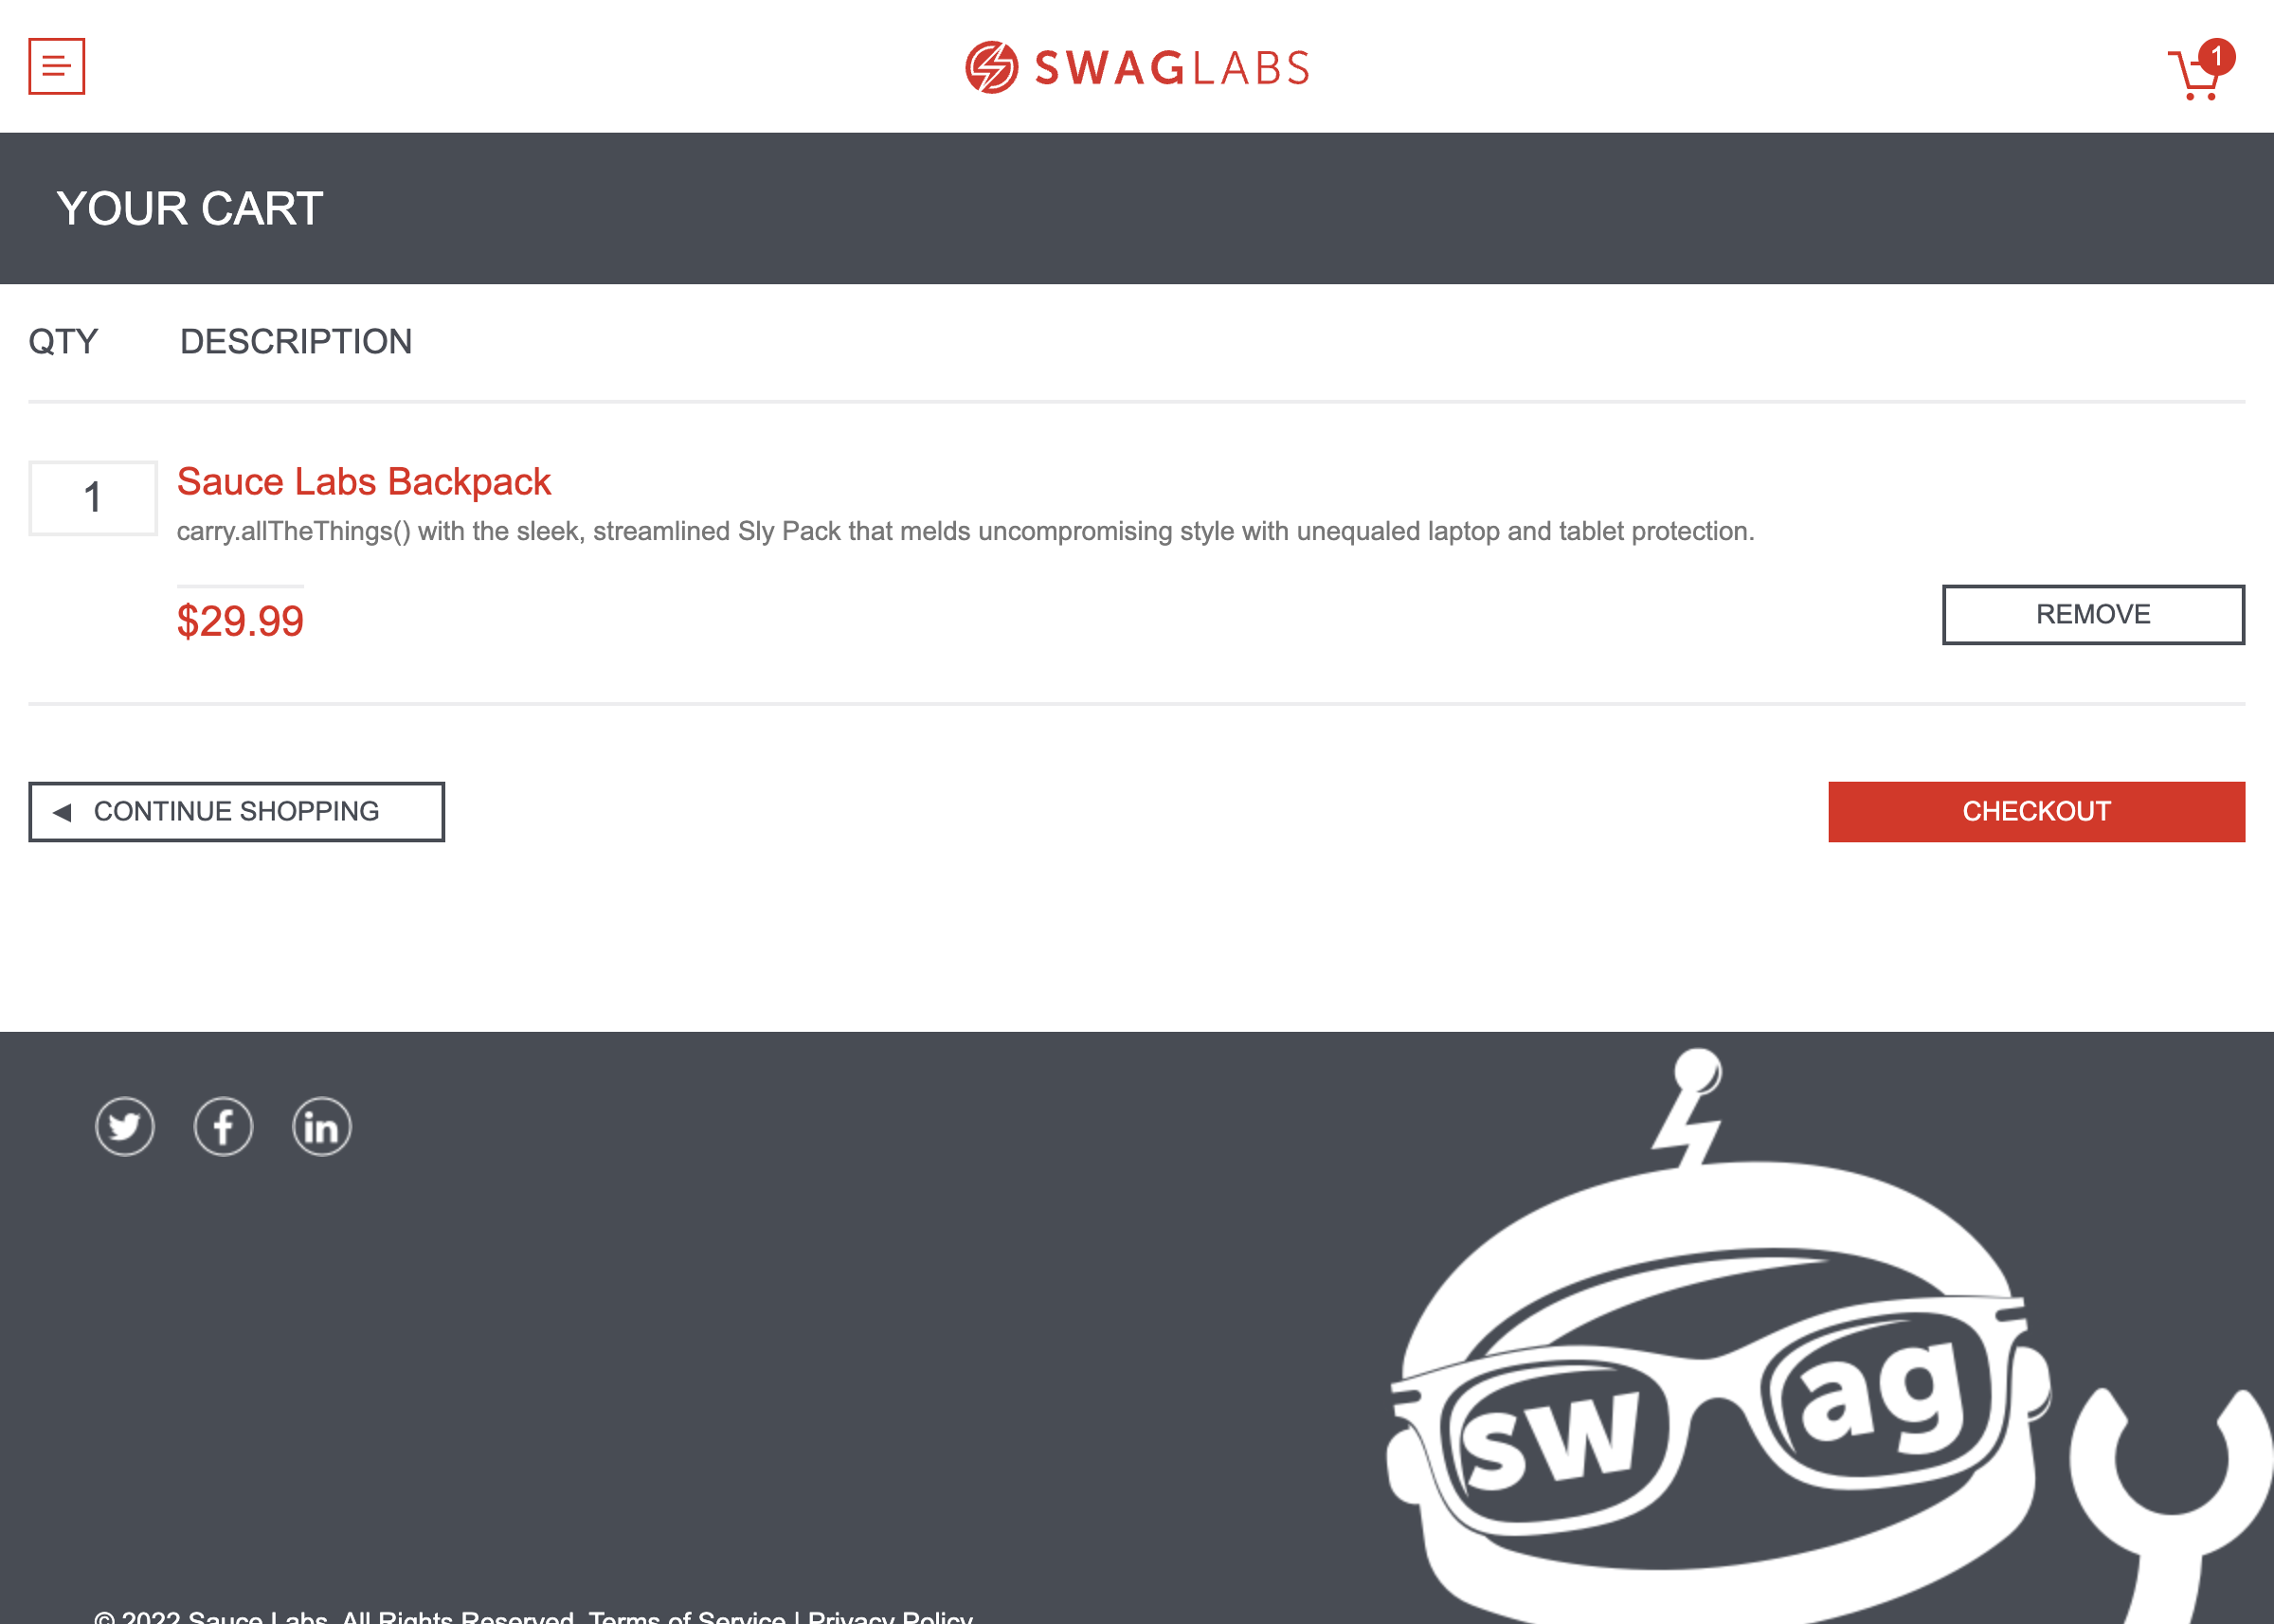 SWAGLABS
1
YOUR CART
QTY DESCRIPTION
1
Sauce Labs Backpack
carry.allTheThings() with the sleek, streamlined Sly Pack that melds uncompromising style with unequaled laptop and tablet protection.
$29.99
REMOVE
CONTINUE SHOPPING
CHECKOUT
f
in
sw ag
© 2022 Sauce Labs. All Rights Reserved. Terms of Service | Privacy Policy